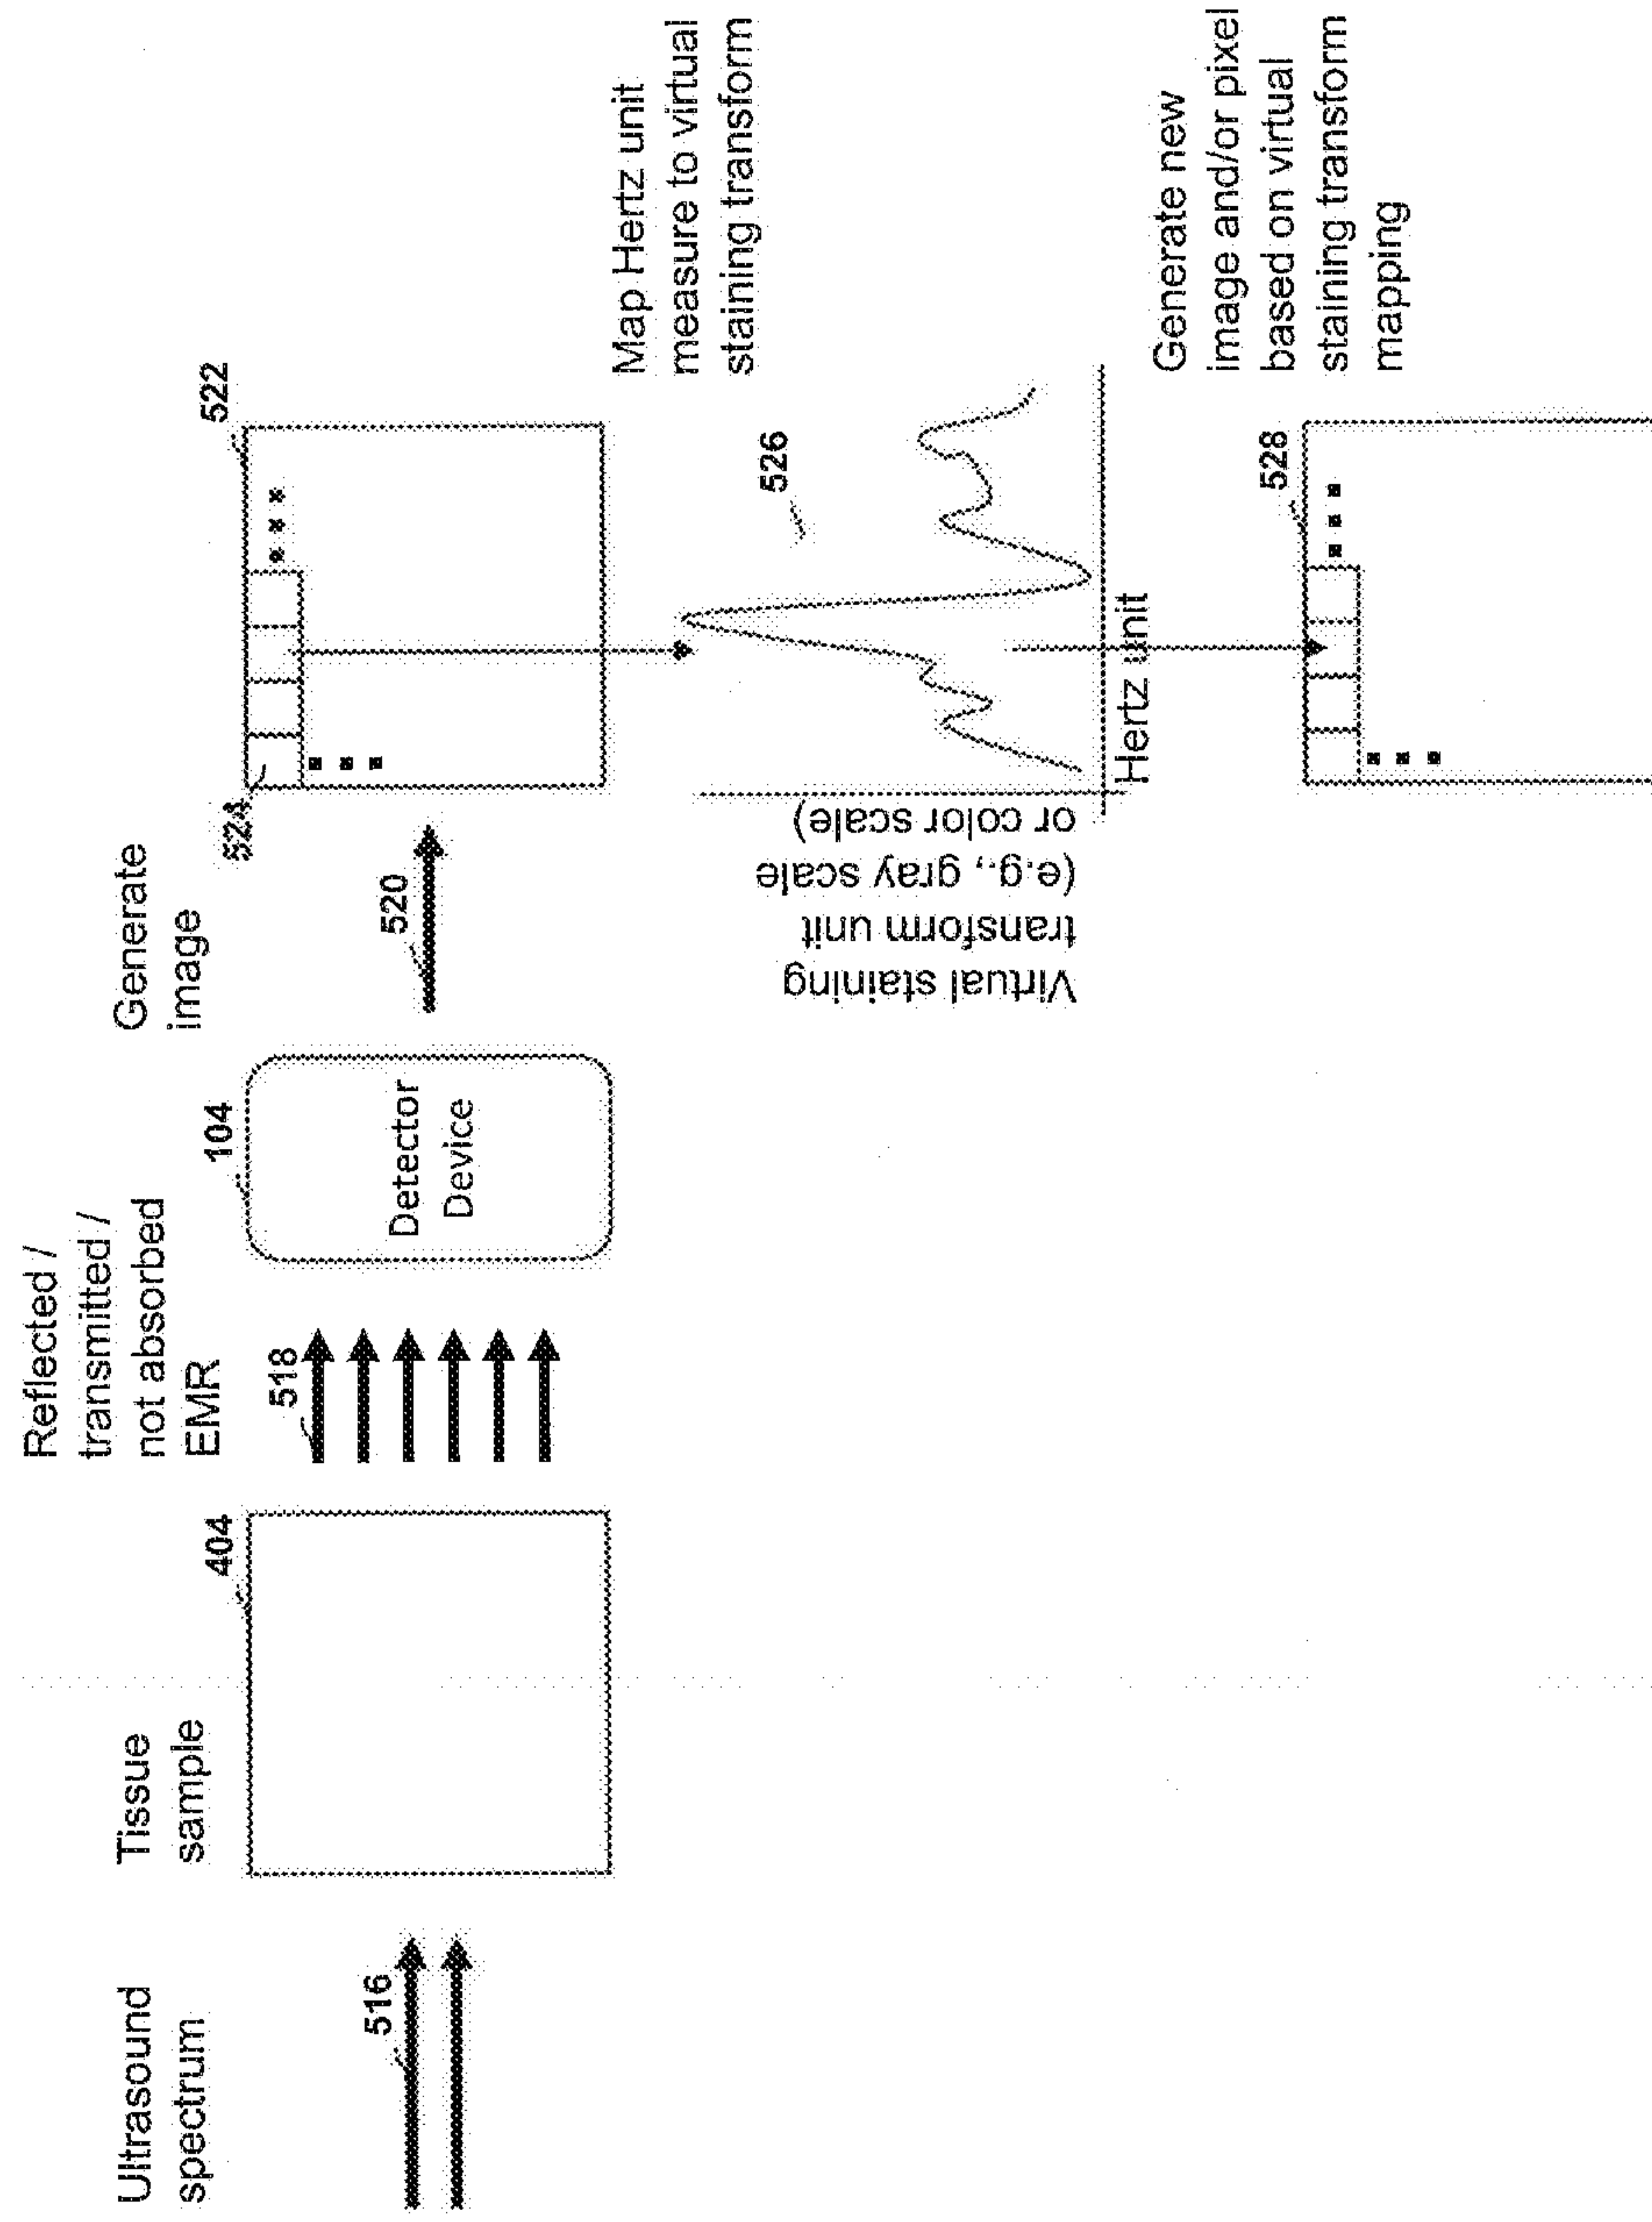 Ultrasound
spectrum
516
Tissue
sample
404
Reflected /
transmitted /
not absorbed
EMR
518
104
Detector
Device
Generate
image
520
522
524
Map Hertz unit
measure to virtual
staining transform
526
Virtual staining
transform unit
(e.g., gray scale
or color scale)
Hertz unit
Generate new
image and/or pixel
based on virtual
staining transform
mapping
528